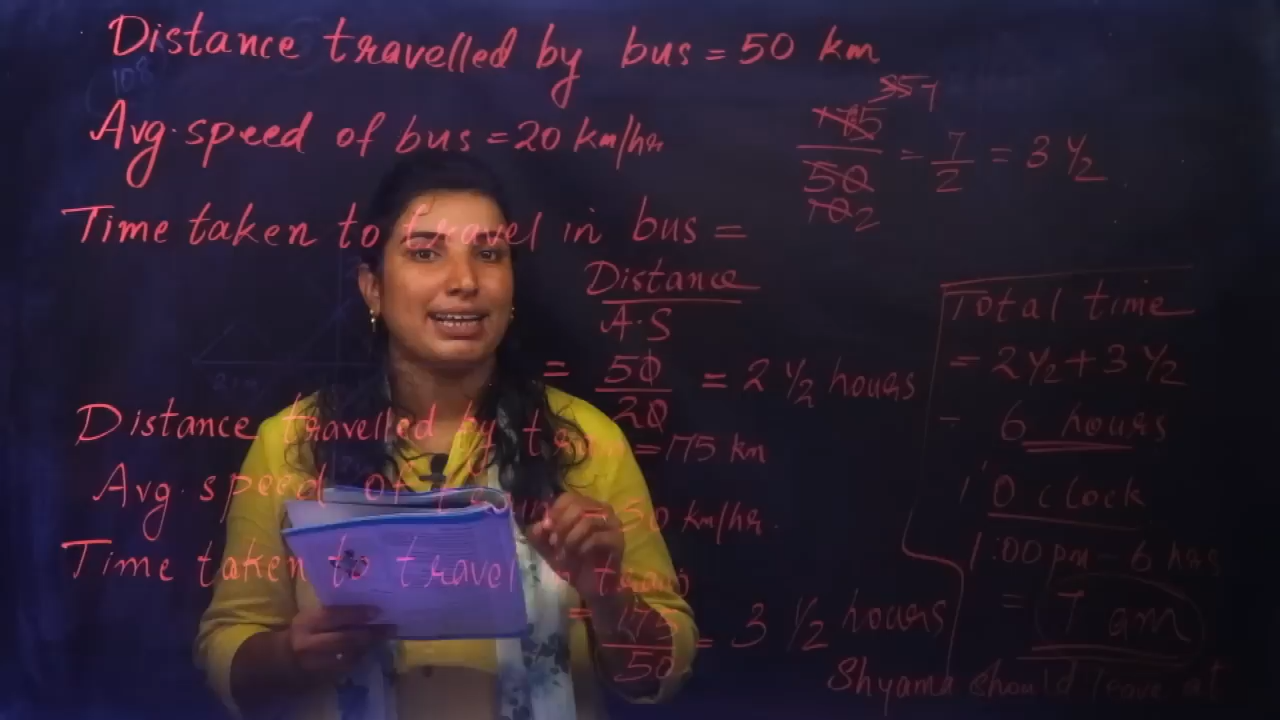 Distance travelled by bus = 50 km
Avg. speed of bus = 20 km/hr
Time taken to travel in bus =
Distance
A.S
= 50
20
= 2 1/2 hours
Distance travelled by train = 175 km
Avg. speed of train = 50 km/hr.
Time taken to travel in train
= 175
50
= 3 1/2 hours
35 7
175
50
10 2
= 7
2
= 3 1/2
Total time
= 2 1/2 + 3 1/2
= 6 hours
1' O clock
1:00 pm - 6 hrs
= 7 am
Shyama should leave at